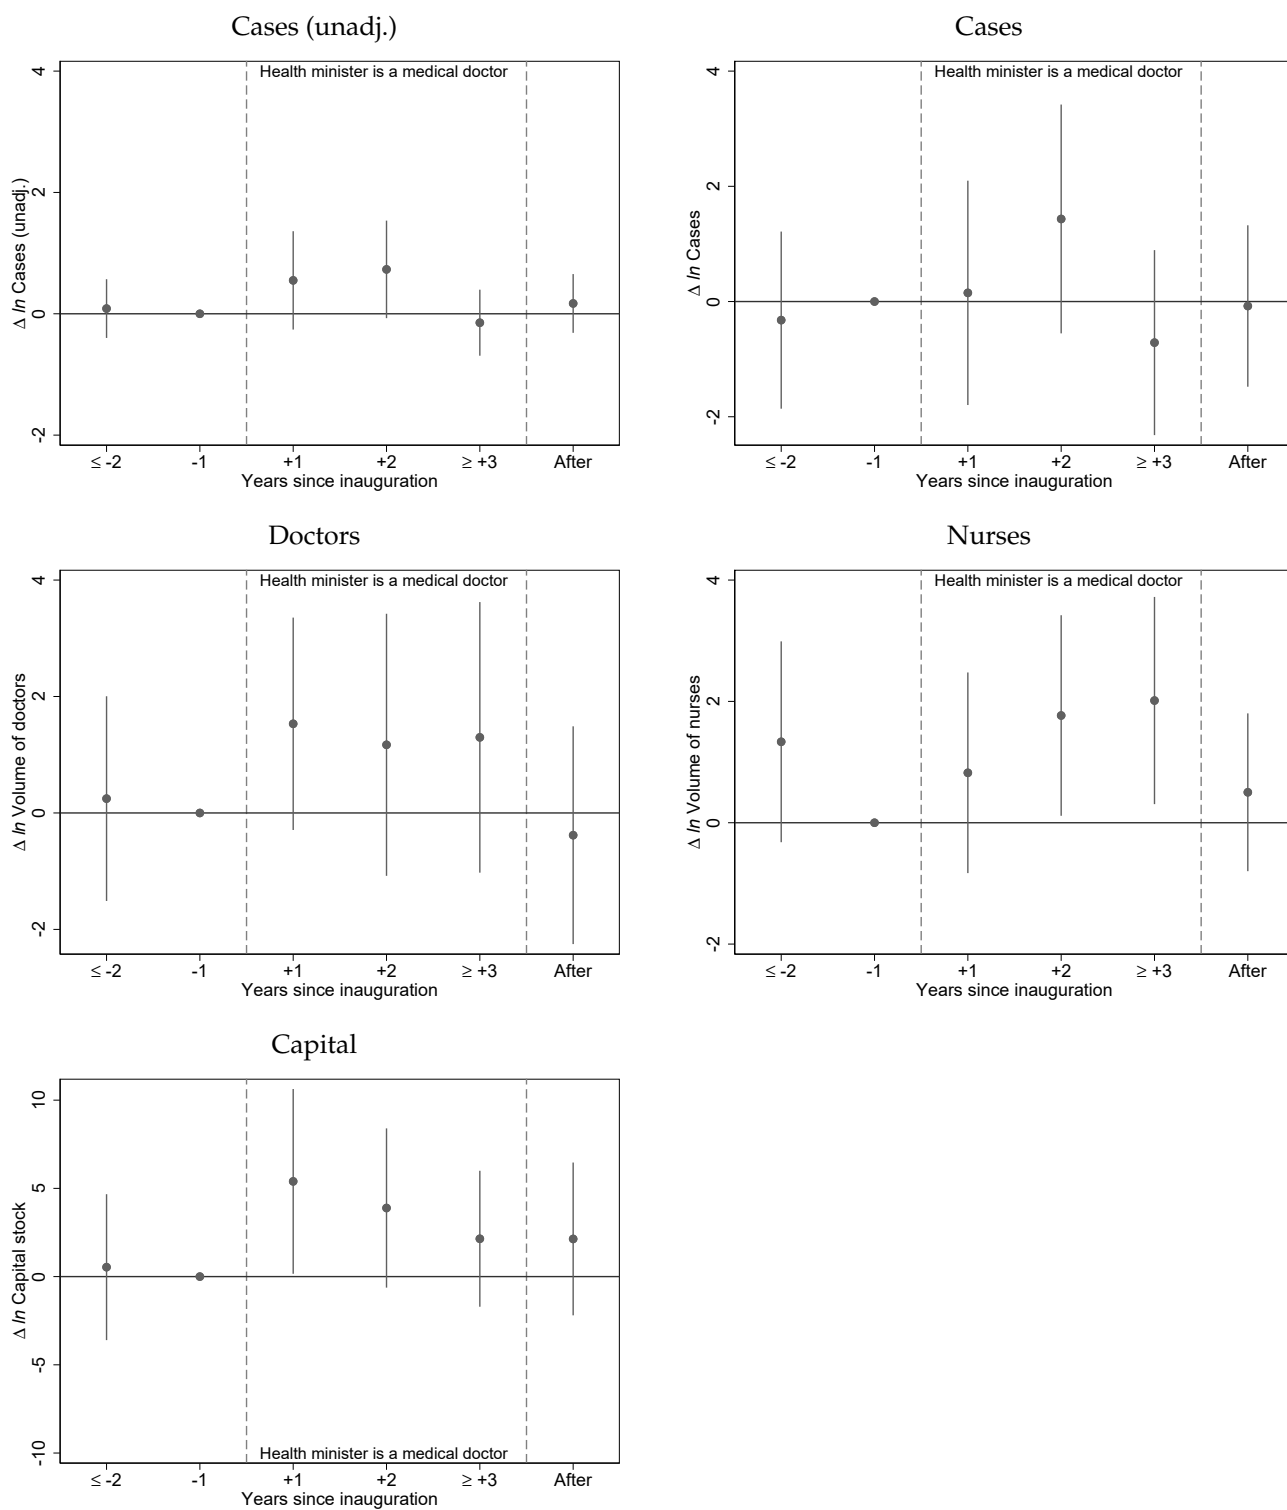 Cases (unadj.)
Health minister is a medical doctor
Δ ln Cases (unadj.)
4
2
0
-2
≤ -2 -1 +1 +2 ≥ +3 After
Years since inauguration
Cases
Health minister is a medical doctor
Δ ln Cases
4
2
0
-2
≤ -2 -1 +1 +2 ≥ +3 After
Years since inauguration
Doctors
Health minister is a medical doctor
Δ ln Volume of doctors
4
2
0
-2
≤ -2 -1 +1 +2 ≥ +3 After
Years since inauguration
Nurses
Health minister is a medical doctor
Δ ln Volume of nurses
4
2
0
-2
≤ -2 -1 +1 +2 ≥ +3 After
Years since inauguration
Capital
Δ ln Capital stock
10
5
0
-5
-10
Health minister is a medical doctor
≤ -2 -1 +1 +2 ≥ +3 After
Years since inauguration